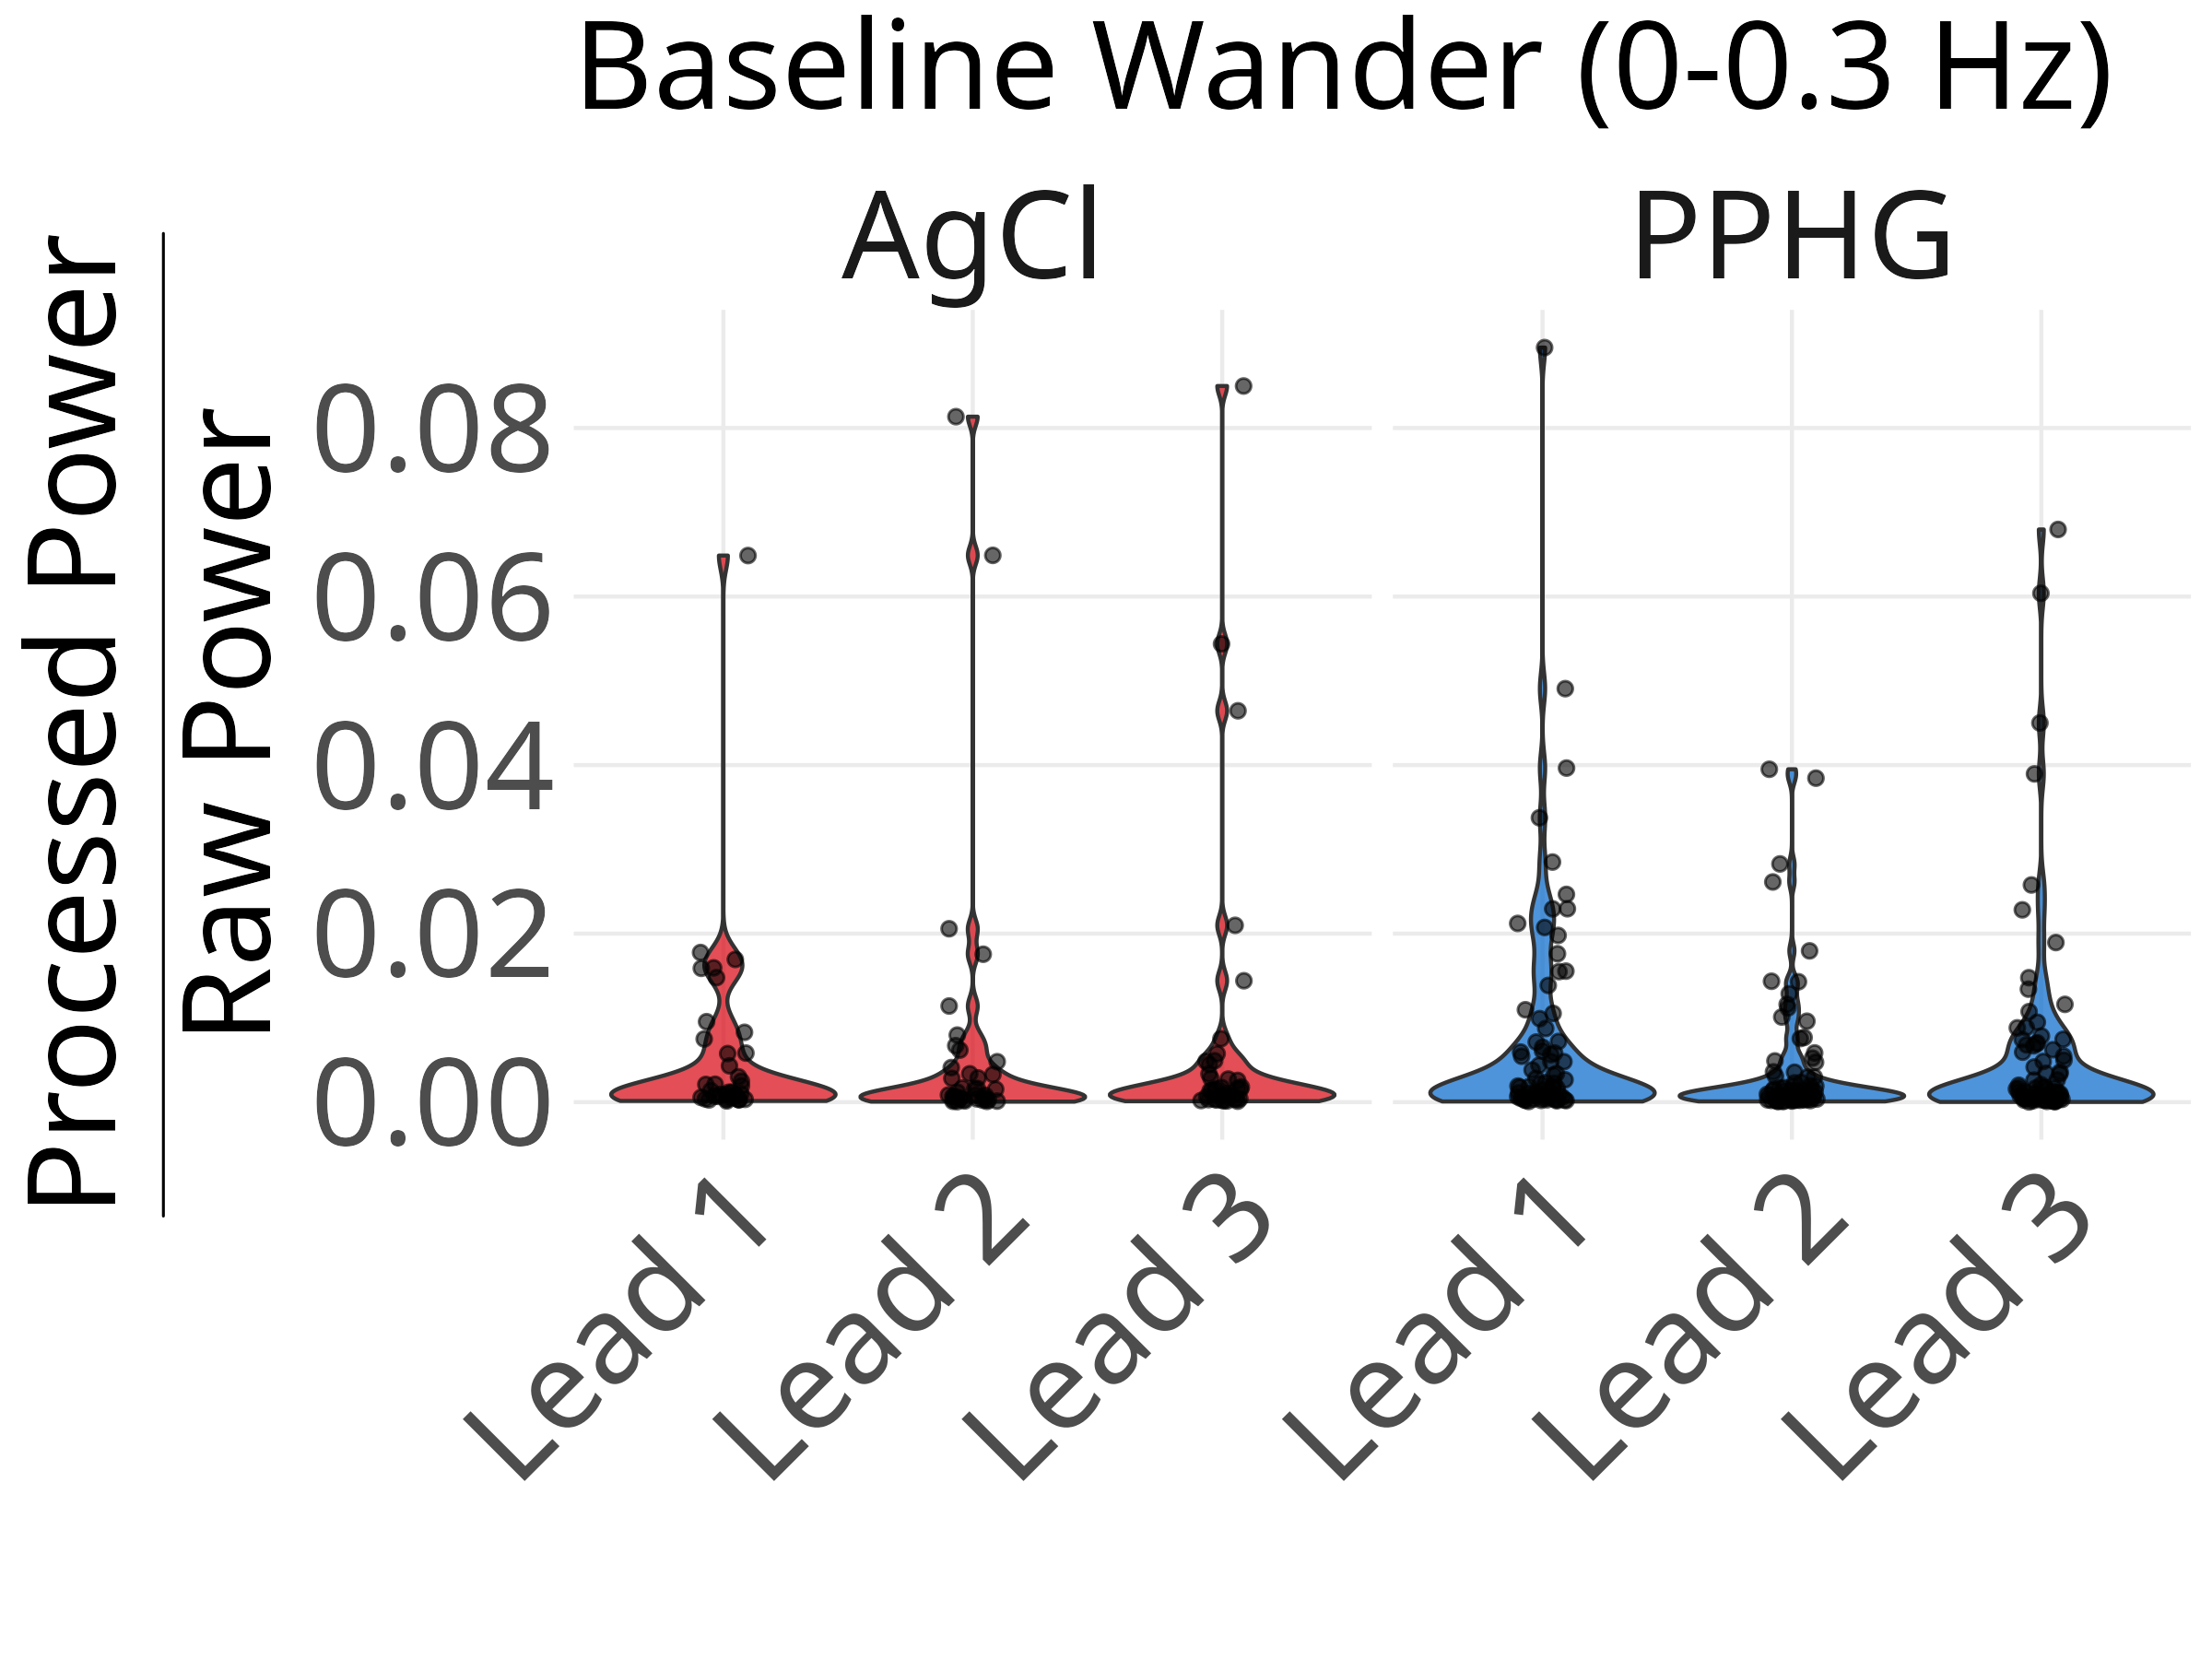 Baseline Wander (0-0.3 Hz)
AgCl
PPHG
Processed Power
Raw Power
0.08
0.06
0.04
0.02
0.00
Lead 1
Lead 2
Lead 3
Lead 1
Lead 2
Lead 3